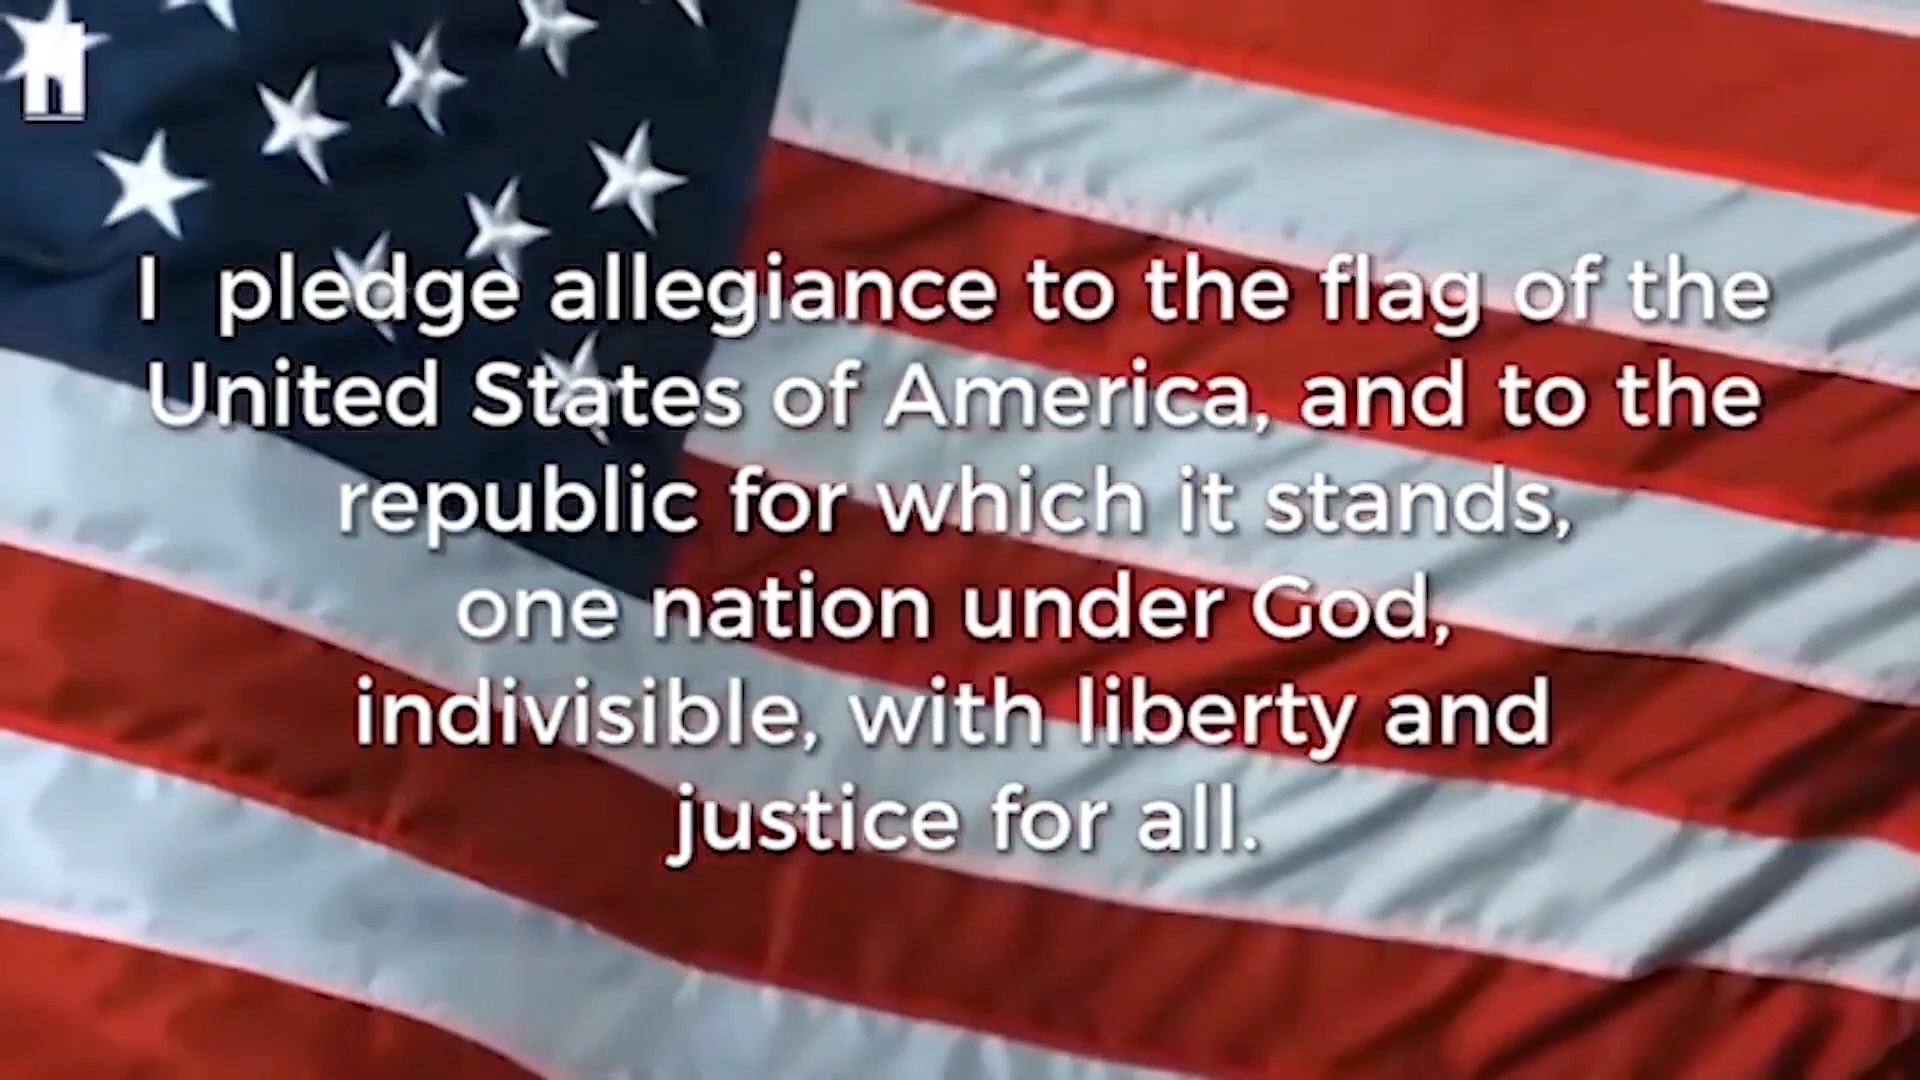 I pledge allegiance to the flag of the
United States of America, and to the
republic for which it stands,
one nation under God,
indivisible, with liberty and
justice for all.